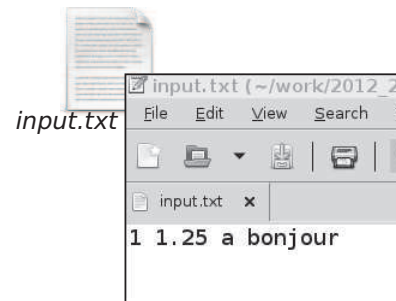 input.txt
input.txt (~/work/2012_2
File Edit View Search
input.txt ×
1 1.25 a bonjour